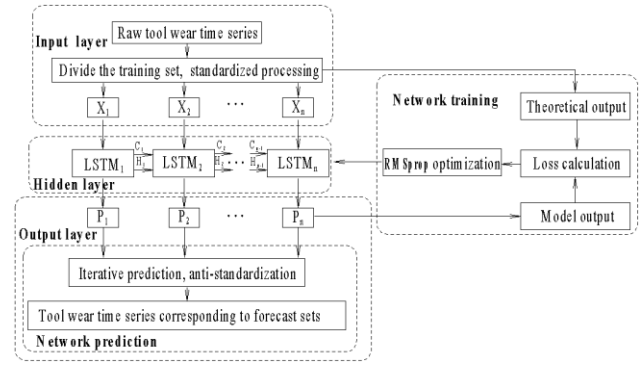 Raw tool wear time series
Input layer
Divide the training set, standardized processing
X1 X2 ... Xn
Network training
Theoretical output
C1 C2 Cn-1
LSTM1 H1 LSTM2 H2 ... Hn-1 LSTMn
RMSprop optimization
Loss calculation
Hidden layer
P1 P2 ... Pn
Model output
Output layer
Iterative prediction, anti-standardization
Tool wear time series corresponding to forecast sets
Network prediction